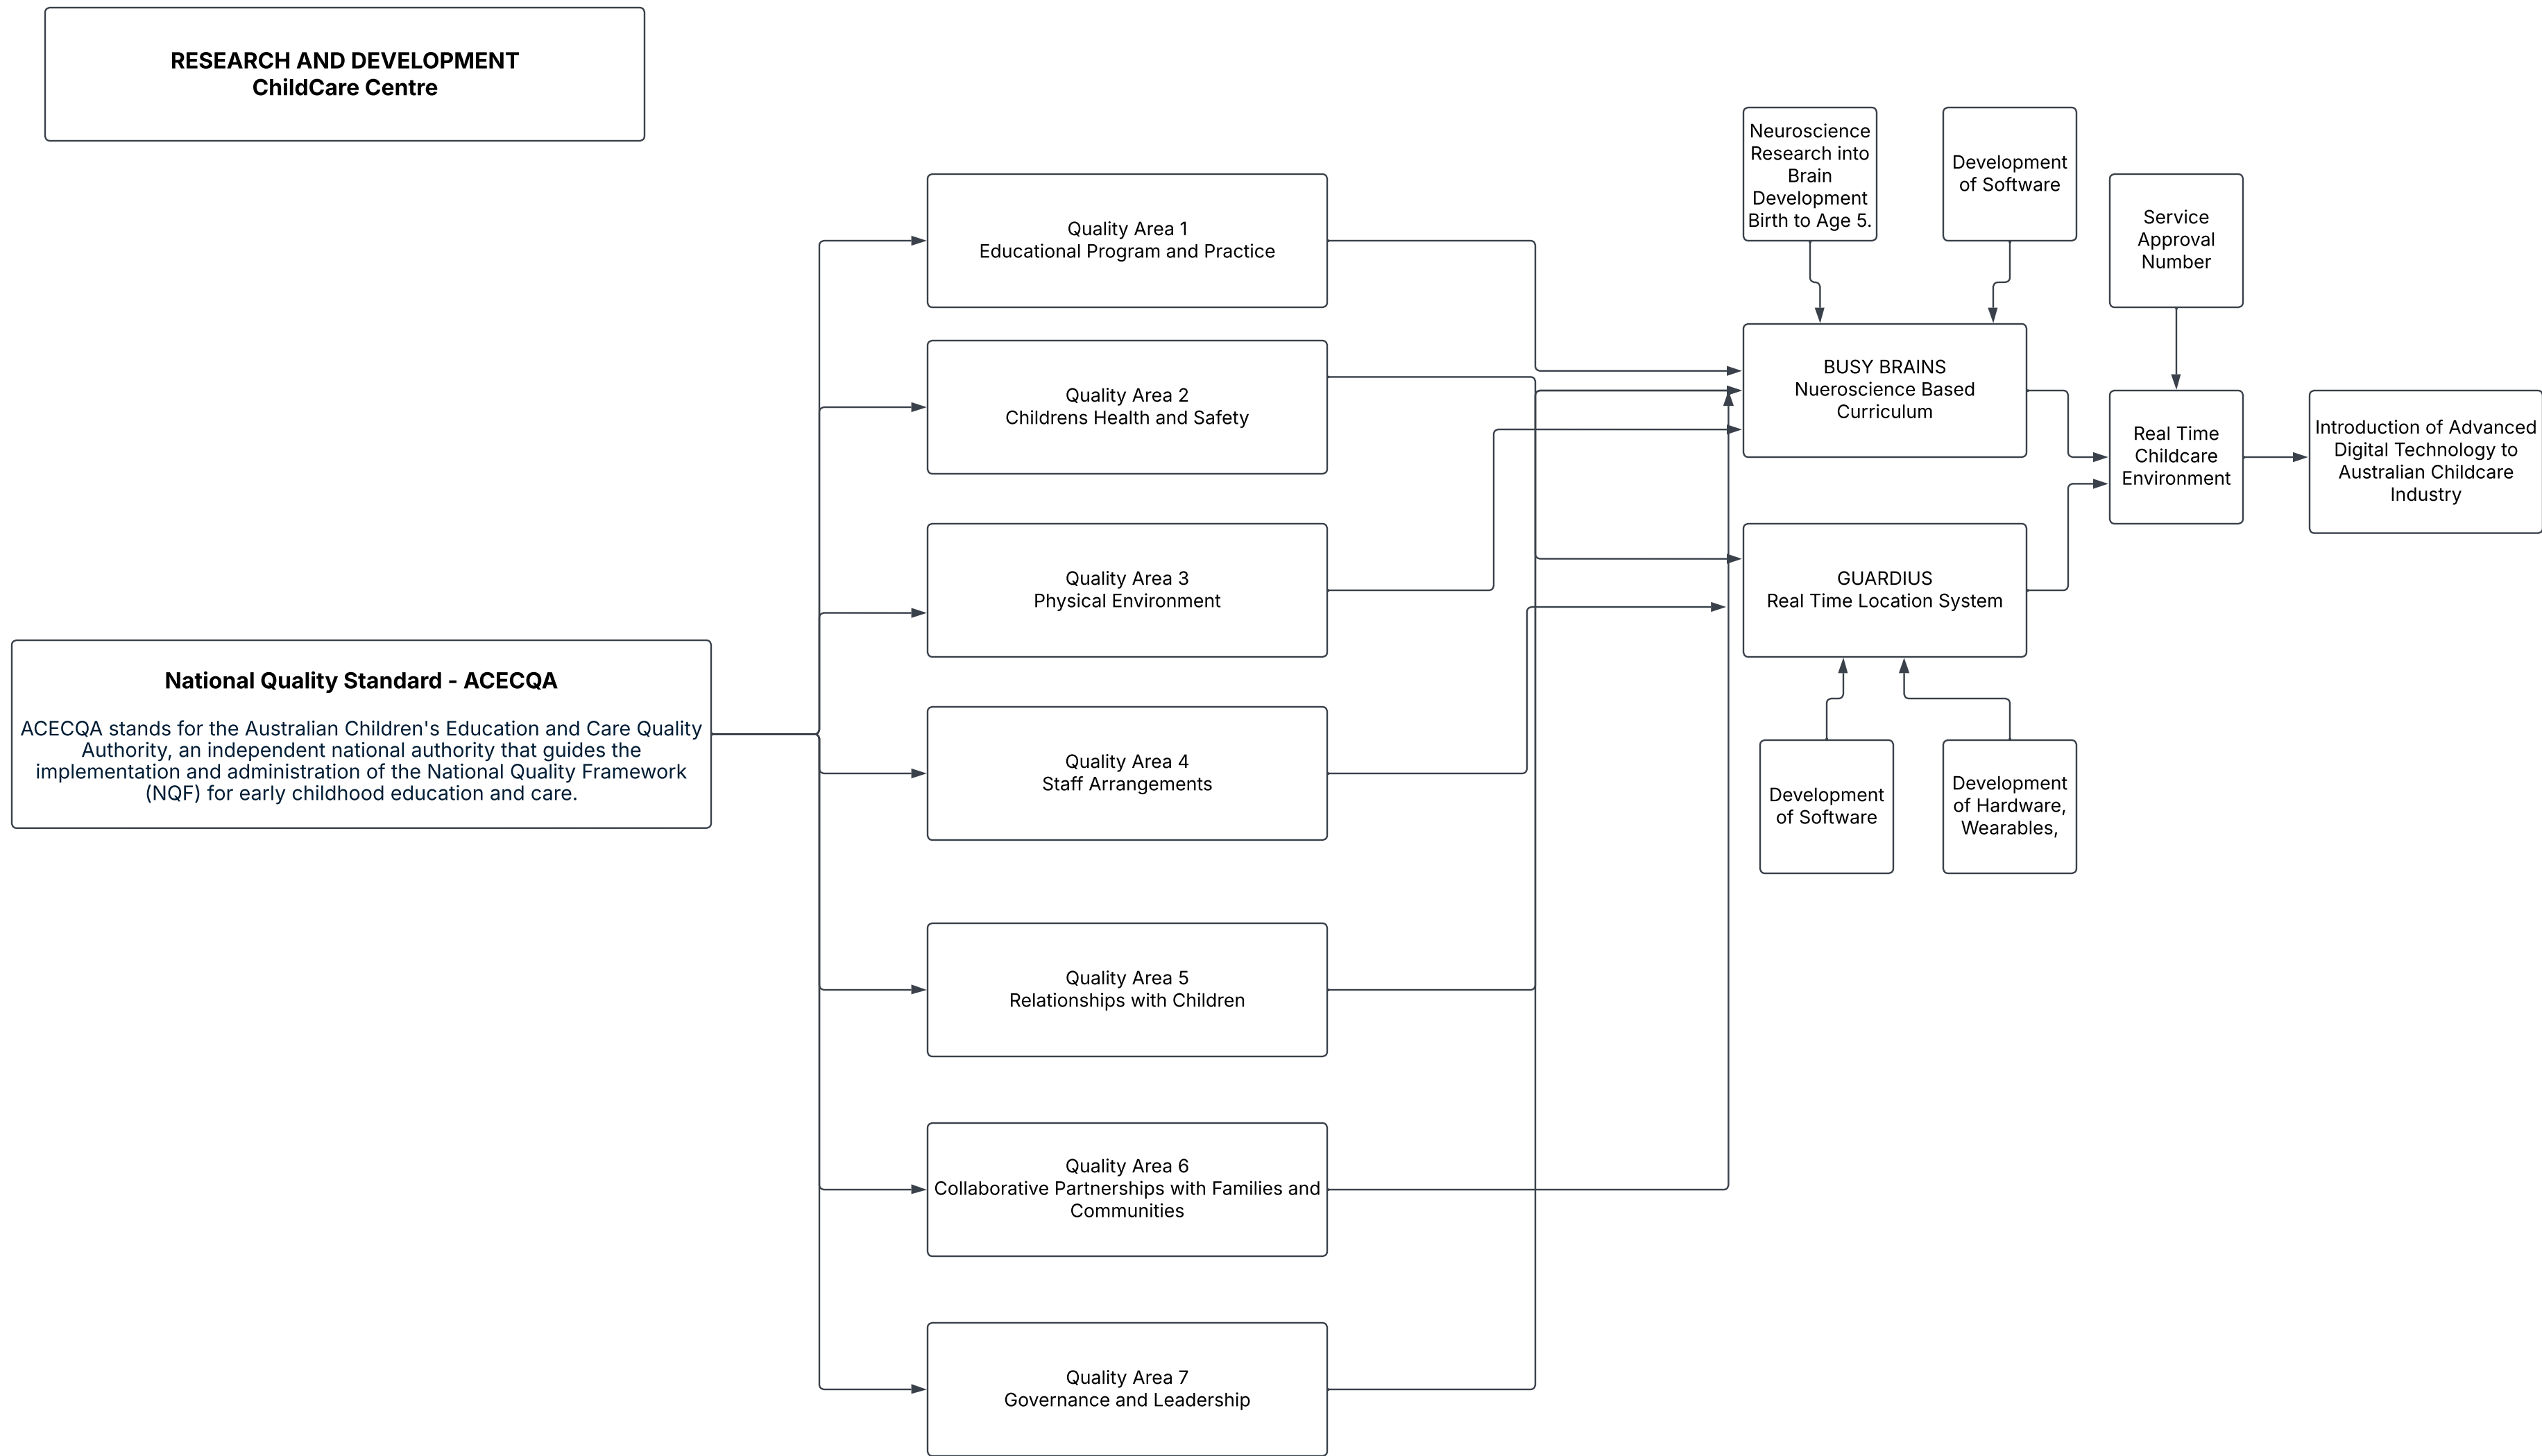 RESEARCH AND DEVELOPMENT
ChildCare Centre
National Quality Standard - ACECQA
ACECQA stands for the Australian Children's Education and Care Quality
Authority, an independent national authority that guides the
implementation and administration of the National Quality Framework
(NQF) for early childhood education and care.
Quality Area 1
Educational Program and Practice
Quality Area 2
Childrens Health and Safety
Quality Area 3
Physical Environment
Quality Area 4
Staff Arrangements
Quality Area 5
Relationships with Children
Quality Area 6
Collaborative Partnerships with Families and
Communities
Quality Area 7
Governance and Leadership
Neuroscience
Research into
Brain
Development
Birth to Age 5.
Development
of Software
BUSY BRAINS
Nueroscience Based
Curriculum
GUARDIUS
Real Time Location System
Development
of Software
Development
of Hardware,
Wearables,
Service
Approval
Number
Real Time
Childcare
Environment
Introduction of Advanced
Digital Technology to
Australian Childcare
Industry